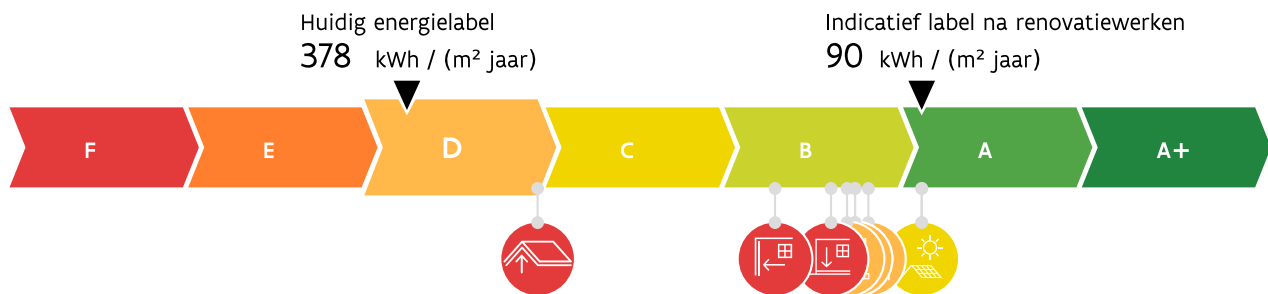 Huidig energielabel
378 kWh / (m² jaar)
Indicatief label na renovatiewerken
90 kWh / (m² jaar)
F E D C B A A+